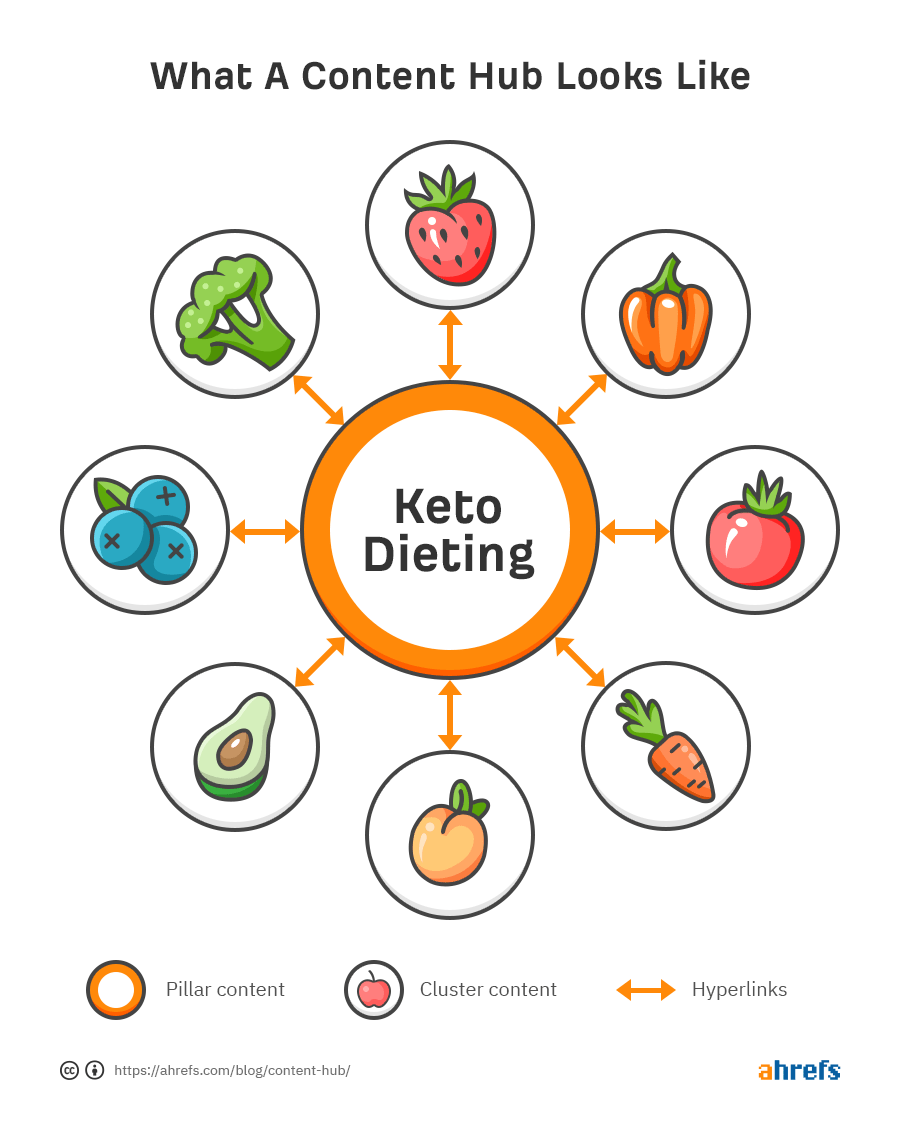 What A Content Hub Looks Like
Keto
Dieting
Pillar content
Cluster content
Hyperlinks
cc
https://ahrefs.com/blog/content-hub/
ahrefs